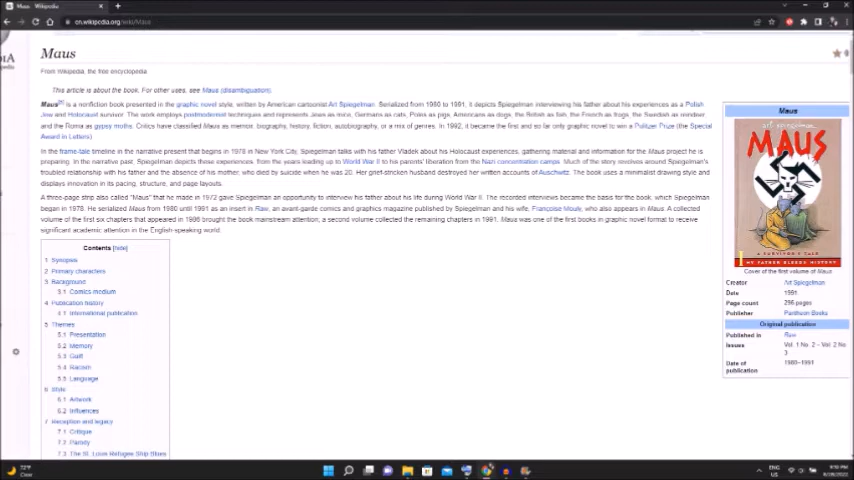 Maus - Wikipedia
en.wikipedia.org/wiki/Maus
Maus
From Wikipedia, the free encyclopedia
This article is about the book. For other uses, see Maus (disambiguation).
Maus[a] is a nonfiction book presented in the graphic novel style, written by American cartoonist Art Spiegelman. Serialized from 1980 to 1991, it depicts Spiegelman interviewing his father about his experiences as a Polish
Jew and Holocaust survivor. The work employs postmodernist techniques and represents Jews as mice, Germans as cats, Poles as pigs, Americans as dogs, the British as fish, the French as frogs, the Swedish as reindeer
and the Roma as gypsy moths. Critics have classified Maus as memoir, biography, history, fiction, autobiography, or a mix of genres. In 1992, it became the first and so far only graphic novel to win a Pulitzer Prize (the Special
Award in Letters).
In the frame-tale timeline in the narrative present that begins in 1978 in New York City, Spiegelman talks with his father Vladek about his Holocaust experiences, gathering material and information for the Maus project he is
preparing. In the narrative past, Spiegelman depicts these experiences, from the years leading up to World War II to his parents' liberation from the Nazi concentration camps. Much of the story revolves around Spiegelman's
troubled relationship with his father and the absence of his mother, who died by suicide when he was 20. Her grief-stricken husband destroyed her written accounts of Auschwitz. The book uses a minimalist drawing style and
displays innovation in its pacing, structure, and page layouts.
A three-page strip also called "Maus" that he made in 1972 gave Spiegelman an opportunity to interview his father about his life during World War II. The recorded interviews became the basis for the book, which Spiegelman
began in 1978. He serialized Maus from 1980 until 1991 as an insert in Raw, an avant-garde comics and graphics magazine published by Spiegelman and his wife, Françoise Mouly, who also appears in Maus. A collected
volume of the first six chapters that appeared in 1986 brought the book mainstream attention; a second volume collected the remaining chapters in 1991. Maus was one of the first books in graphic novel format to receive
significant academic attention in the English-speaking world.
Contents [hide]
1 Synopsis
2 Primary characters
3 Background
3.1 Comics medium
4 Publication history
4.1 International publication
5 Themes
5.1 Presentation
5.2 Memory
5.3 Guilt
5.4 Racism
5.5 Language
6 Style
6.1 Artwork
6.2 Influences
7 Reception and legacy
7.1 Critique
7.2 Parody
7.3 The St. Louis Refugee Ship Blues
Maus
art spiegelman
MAUS
I
A SURVIVOR'S TALE
MY FATHER BLEEDS HISTORY
Cover of the first volume of Maus
Creator Art Spiegelman
Date 1991
Page count 296 pages
Publisher Pantheon Books
Original publication
Published in Raw
Issues Vol. 1 No. 2 – Vol. 2 No.
3
Date of publication 1980–1991
72°F
Clear
ENG
US